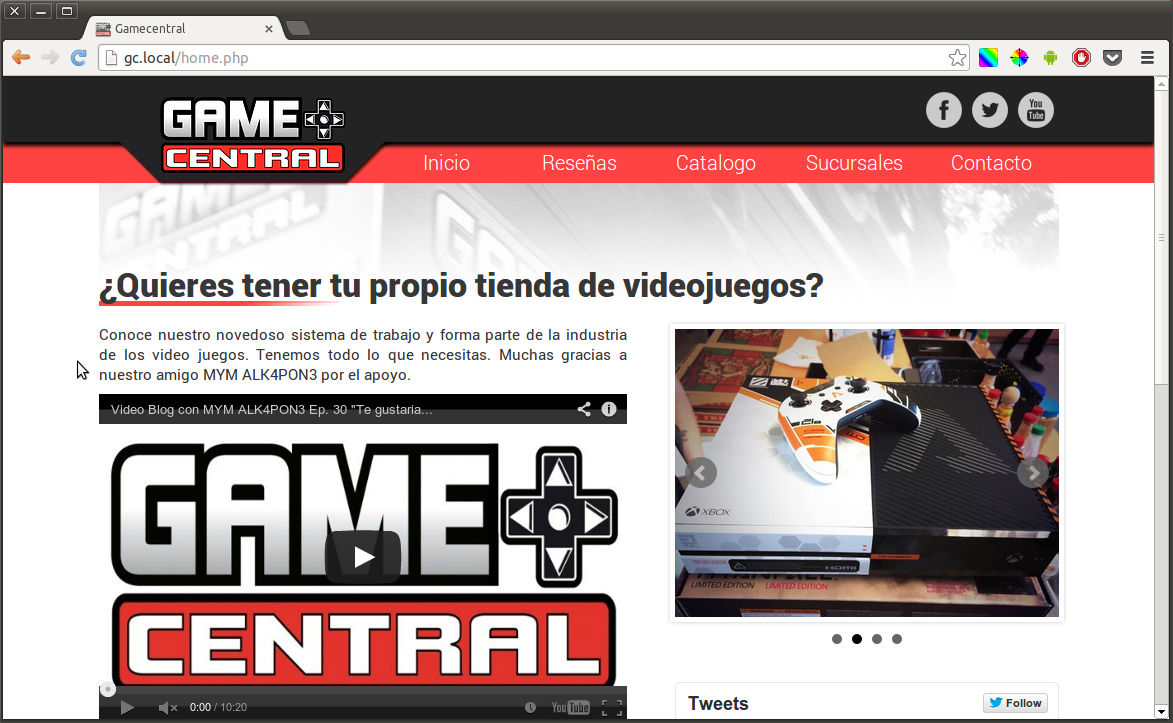 Gamecentral
gc.local/home.php
GAME
CENTRAL
You
Tube
Inicio Reseñas Catalogo Sucursales Contacto
¿Quieres tener tu propio tienda de videojuegos?
Conoce nuestro novedoso sistema de trabajo y forma parte de la industria
de los video juegos. Tenemos todo lo que necesitas. Muchas gracias a
nuestro amigo MYM ALK4PON3 por el apoyo.
Video Blog con MYM ALK4PON3 Ep. 30 "Te gustaria...
GAME
CENTRAL
0:00 / 10:20
YouTube
XBOX
HDMI
LIMITED EDITION LIMITED EDITION
Tweets
Follow